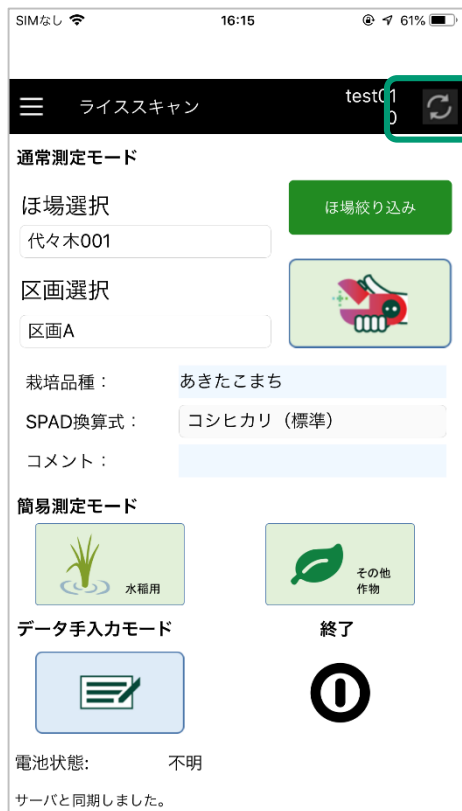 SIMなし 16:15 61%
ライススキャン test01
0
通常測定モード
ほ場選択 ほ場絞り込み
代々木001
区画選択
区画A
栽培品種： あきたこまち
SPAD換算式： コシヒカリ（標準）
コメント：
簡易測定モード
水稲用 その他
作物
データ手入力モード 終了
電池状態: 不明
サーバと同期しました。